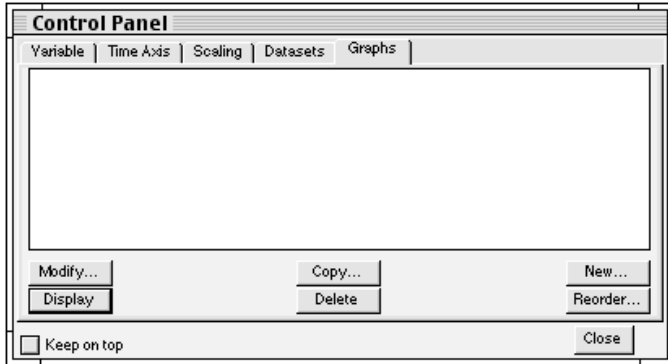 Control Panel
Variable Time Axis Scaling Datasets Graphs
Modify... Copy... New...
Display Delete Reorder...
Keep on top Close